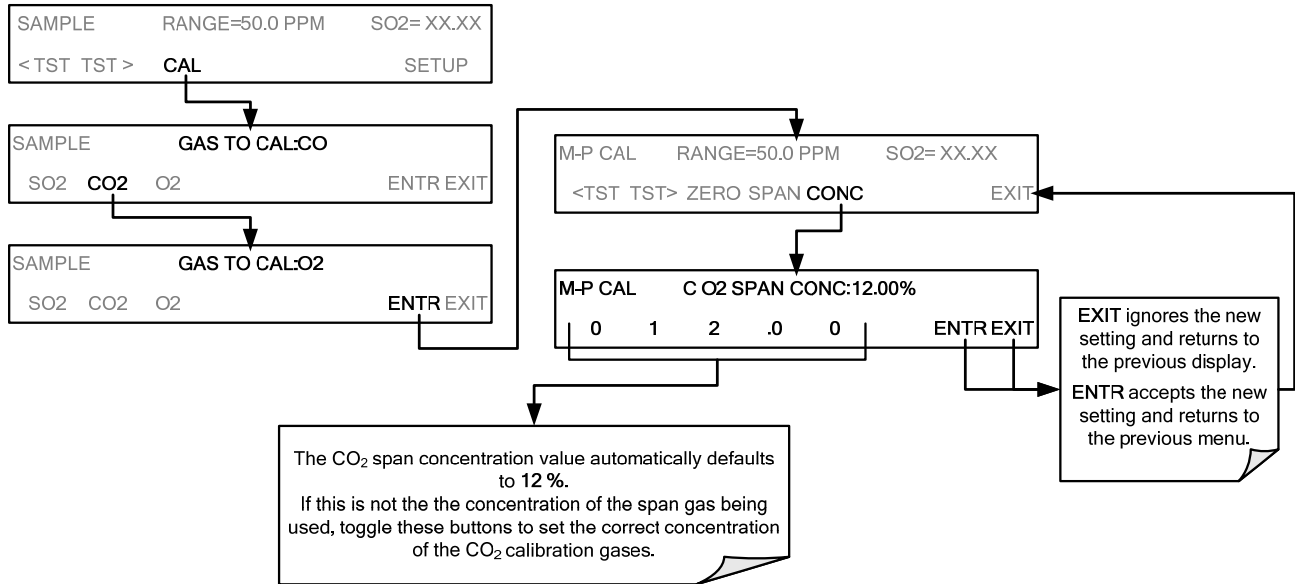 SAMPLE RANGE=50.0 PPM SO2= XX.XX
< TST TST > CAL SETUP
SAMPLE GAS TO CAL:CO
SO2 CO2 O2 ENTR EXIT
SAMPLE GAS TO CAL:O2
SO2 CO2 O2 ENTR EXIT
M-P CAL RANGE=50.0 PPM SO2= XX.XX
<TST TST> ZERO SPAN CONC EXIT
M-P CAL C O2 SPAN CONC:12.00%
0 1 2 .0 0 ENTR EXIT
EXIT ignores the new
setting and returns to
the previous display.
ENTR accepts the new
setting and returns to
the previous menu.
The CO₂ span concentration value automatically defaults
to 12 %.
If this is not the the concentration of the span gas being
used, toggle these buttons to set the correct concentration
of the CO₂ calibration gases.